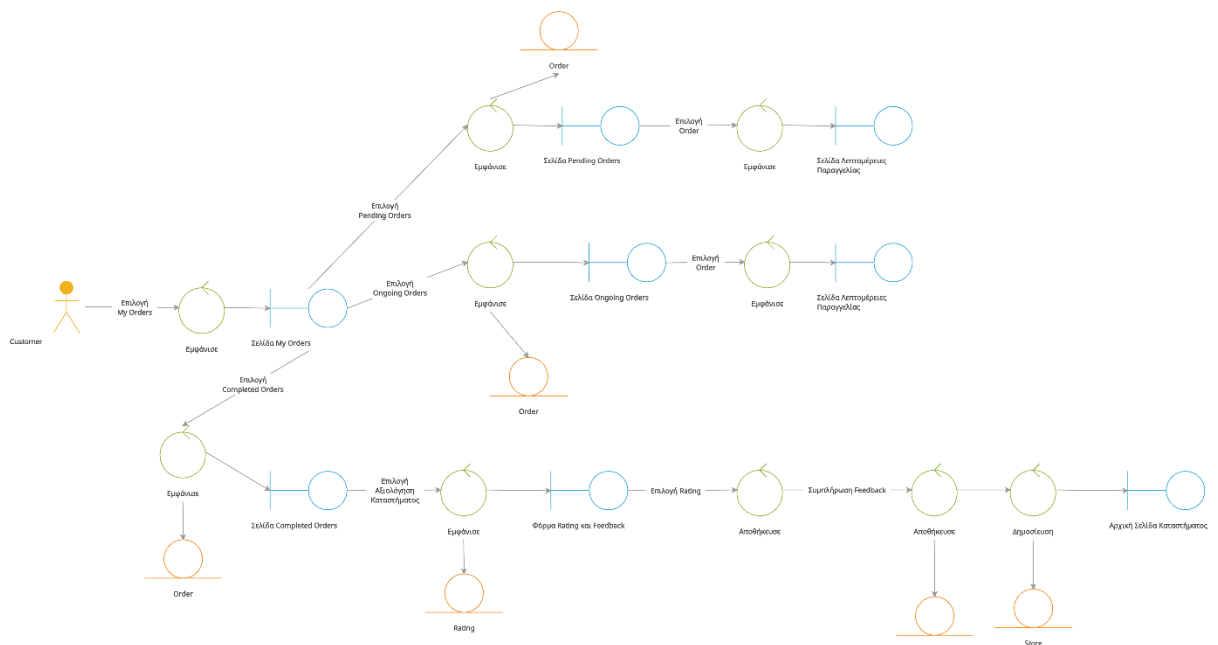 Order
Επιλογή
Order
Εμφάνισε
Σελίδα Pending Orders
Εμφάνισε
Σελίδα Λεπτομέρειες
Παραγγελίας
Επιλογή
Pending Orders
Επιλογή
Order
Επιλογή
Ongoing Orders
Εμφάνισε
Σελίδα Ongoing Orders
Εμφάνισε
Σελίδα Λεπτομέρειες
Παραγγελίας
Επιλογή
My Orders
Customer
Εμφάνισε
Σελίδα My Orders
Επιλογή
Completed Orders
Order
Εμφάνισε
Επιλογή
Αξιολόγηση
Καταστήματος
Επιλογή Rating
Συμπλήρωση Feedback
Σελίδα Completed Orders
Εμφάνισε
Φόρμα Rating και Feedback
Αποθήκευσε
Αποθήκευσε
Δημοσίευση
Αρχική Σελίδα Καταστήματος
Order
Rating
Store